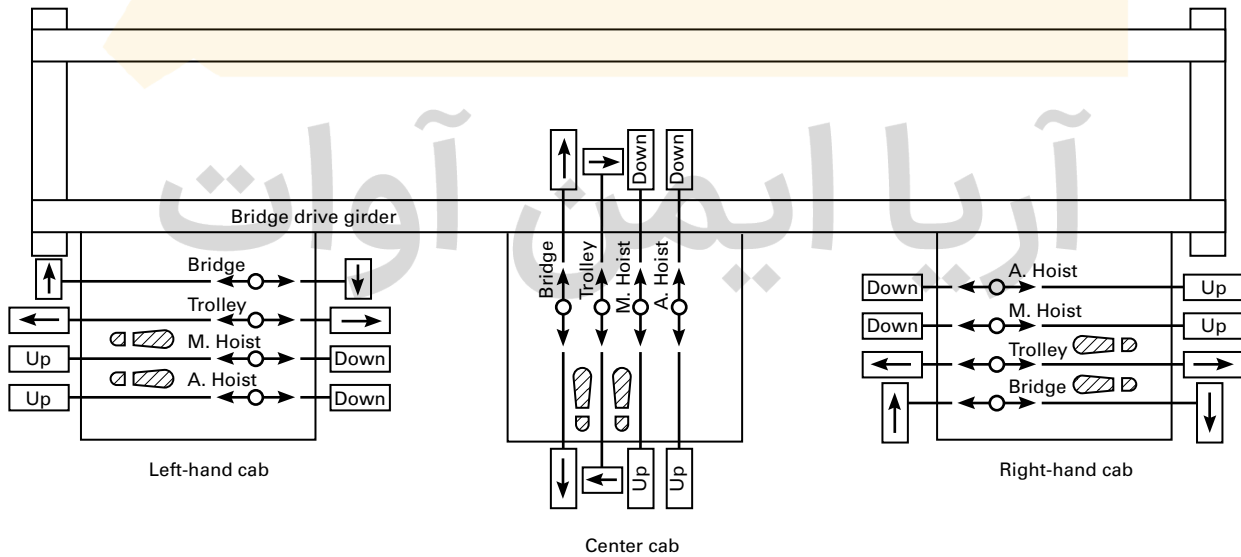 آریا ایمن آوات
Down
Down
Bridge drive girder
Bridge
Trolley
M. Hoist
A. Hoist
Bridge
Trolley
Up
M. Hoist
Down
Up
A. Hoist
Down
Left-hand cab
Up
Up
Center cab
Down
A. Hoist
Up
Down
M. Hoist
Up
Trolley
Bridge
Right-hand cab